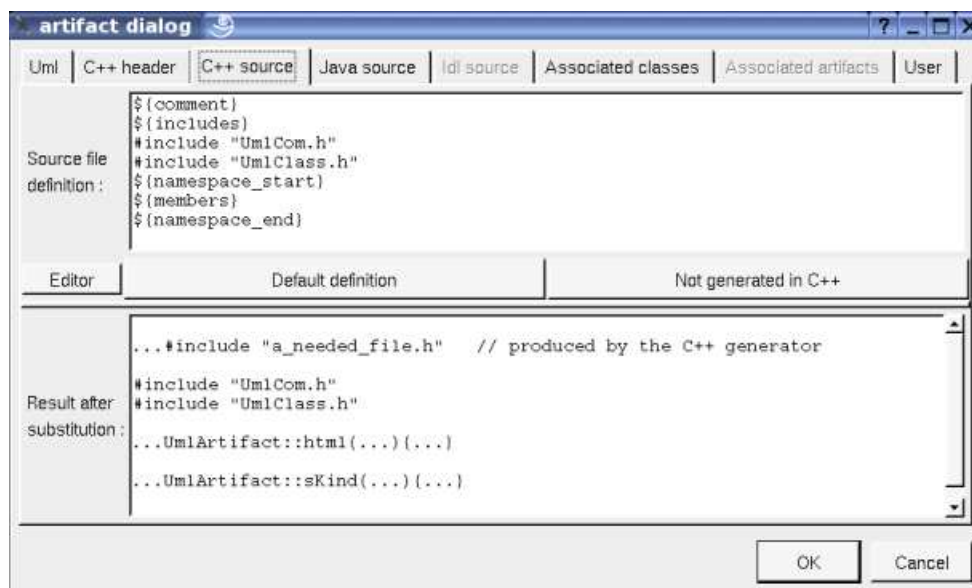 artifact dialog
Uml C++ header C++ source Java source Idl source Associated classes Associated artifacts User
Source file definition :
${comment}
${includes}
#include "UmlCom.h"
#include "UmlClass.h"
${namespace_start}
${members}
${namespace_end}
Editor Default definition Not generated in C++
Result after substitution :
...#include "a_needed_file.h" // produced by the C++ generator
#include "UmlCom.h"
#include "UmlClass.h"
...UmlArtifact::html(...){...}
...UmlArtifact::sKind(...){...}
OK Cancel